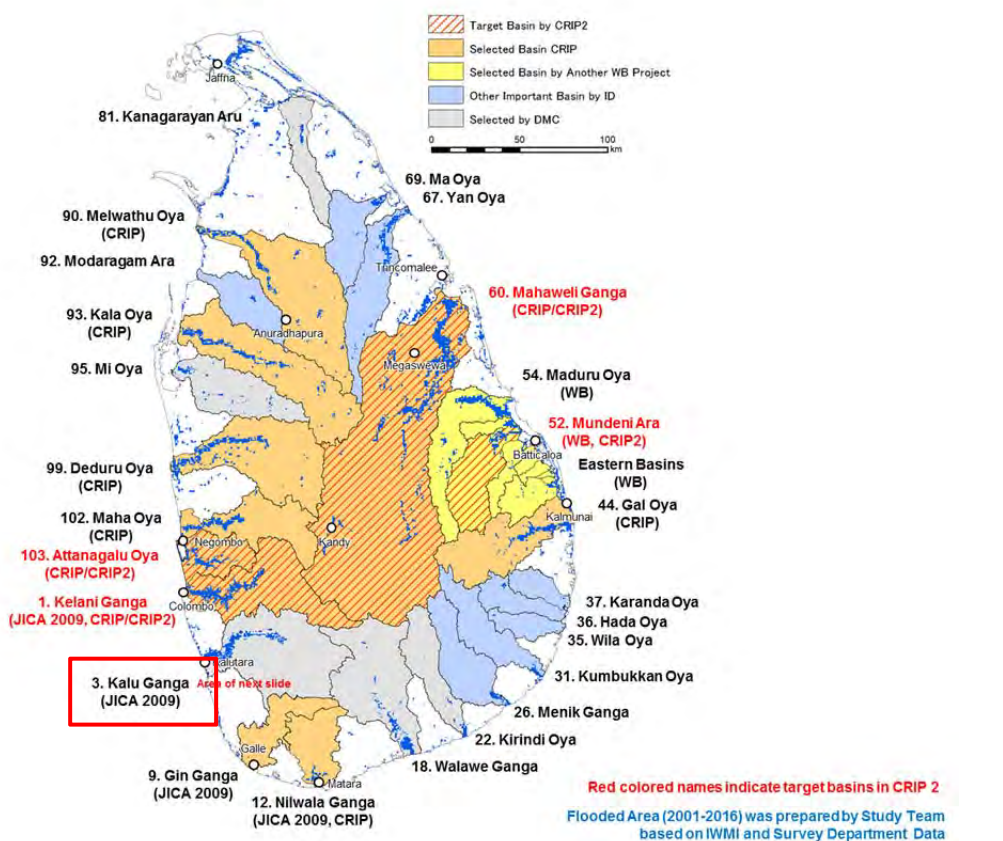 Target Basin by CRIP2
Selected Basin CRIP
Selected Basin by Another WB Project
Other Important Basin by ID
Selected by DMC
0 50 100
km
Jaffna
81. Kanagarayan Aru
69. Ma Oya
67. Yan Oya
90. Melwathu Oya
(CRIP)
92. Modaragam Ara
Trincomalee
60. Mahaweli Ganga
(CRIP/CRIP2)
93. Kala Oya
(CRIP)
Anuradhapura
Megaswewa
95. Mi Oya
54. Maduru Oya
(WB)
52. Mundeni Ara
(WB, CRIP2)
Batticaloa
Eastern Basins
(WB)
99. Deduru Oya
(CRIP)
44. Gal Oya
(CRIP)
Kalmunai
102. Maha Oya
(CRIP)
Negombo
Kandy
103. Attanagalu Oya
(CRIP/CRIP2)
1. Kelani Ganga
(JICA 2009, CRIP/CRIP2)
Colombo
37. Karanda Oya
36. Hada Oya
35. Wila Oya
Kalutara
3. Kalu Ganga
(JICA 2009)
Area of next slide
31. Kumbukkan Oya
26. Menik Ganga
22. Kirindi Oya
18. Walawe Ganga
Galle
9. Gin Ganga
(JICA 2009)
Matara
12. Nilwala Ganga
(JICA 2009, CRIP)
Red colored names indicate target basins in CRIP 2
Flooded Area (2001-2016) was prepared by Study Team
based on IWMI and Survey Department Data